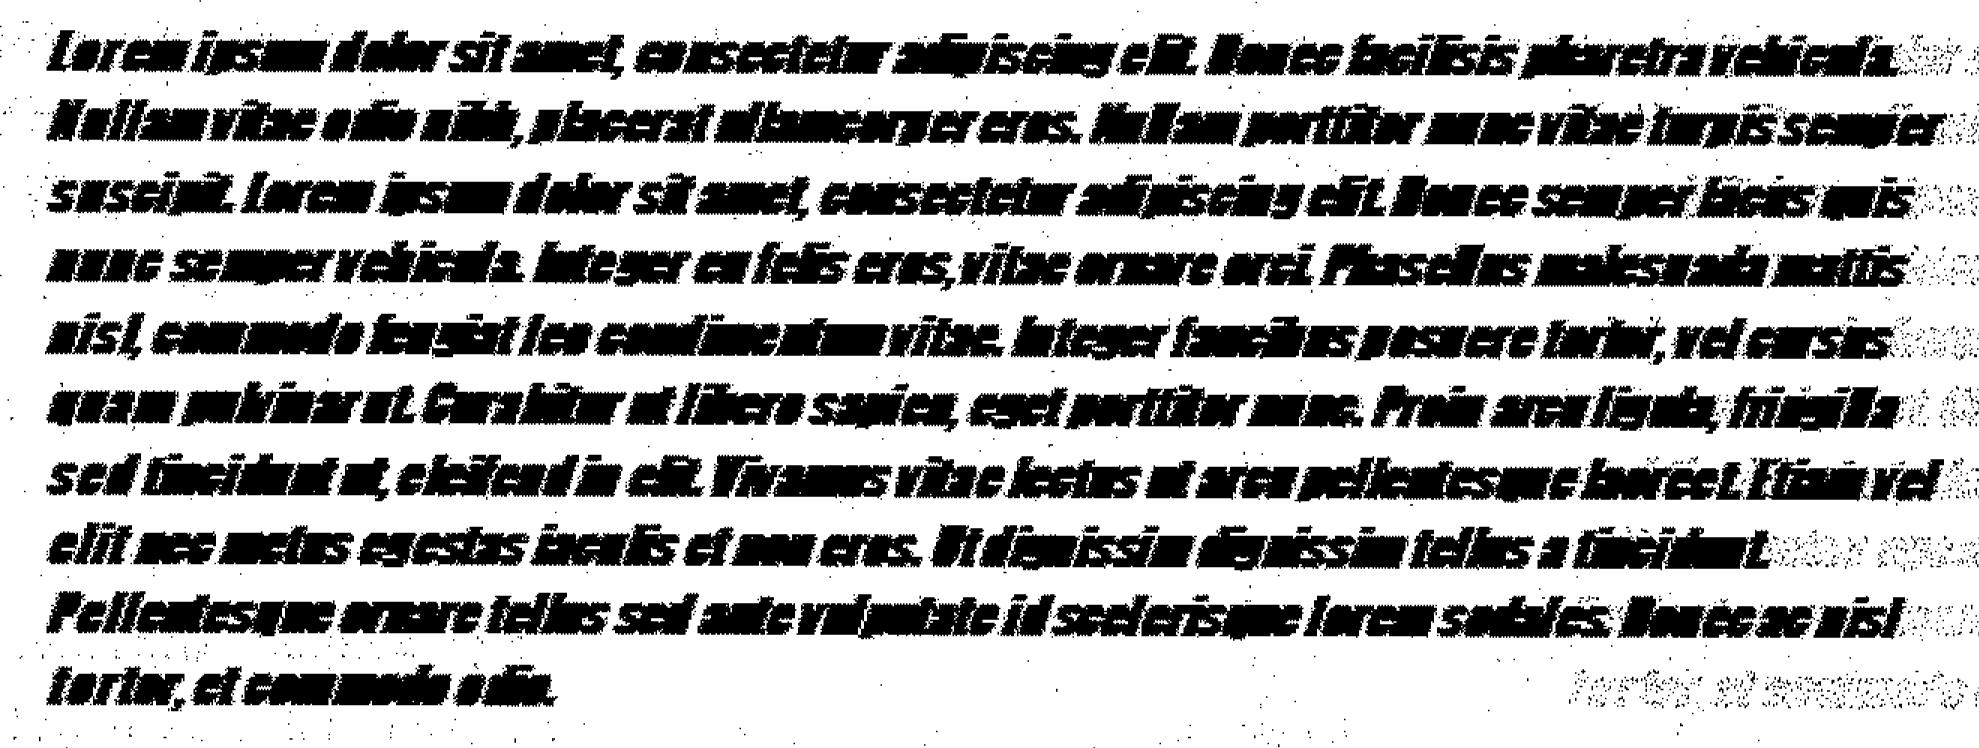 Lorem ipsum dolor sit amet, consectetur adipiscing elit. Donec facilisis pharetra vehicula.
Nullam vitae odio nibh, placerat ullamcorper eros. Nullam porttitor nunc vitae turpis semper
suscipit. Lorem ipsum dolor sit amet, consectetur adipiscing elit. Donec semper lacus quis
nunc semper vehicula. Integer eu felis eros, vitae ornare orci. Phasellus malesuada mattis
nisl, commodo feugiat leo condimentum vitae. Integer faucibus posuere tortor, vel cursus
quam pulvinar ut. Curabitur ut libero sapien, eget porttitor nunc. Proin arcu ligula, fringilla
sed tincidunt ut, eleifend in elit. Vivamus vitae lectus ut arcu pellentesque laoreet. Etiam vel
elit nec metus egestas iaculis et non eros. Ut dignissim dignissim tellus a tincidunt.
Pellentesque ornare tellus sed ante vulputate id scelerisque lorem sodales. Donec ac nisl
tortor, et commodo odio.